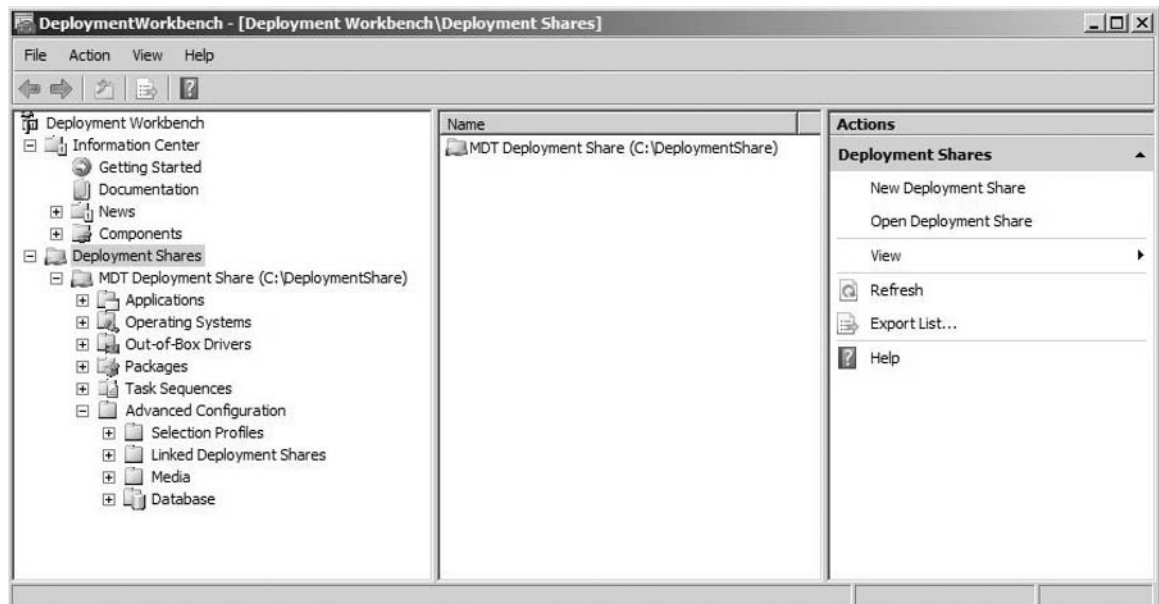 DeploymentWorkbench - [Deployment Workbench\Deployment Shares]
File Action View Help
Deployment Workbench
Information Center
Getting Started
Documentation
News
Components
Deployment Shares
MDT Deployment Share (C:\DeploymentShare)
Applications
Operating Systems
Out-of-Box Drivers
Packages
Task Sequences
Advanced Configuration
Selection Profiles
Linked Deployment Shares
Media
Database
Name
MDT Deployment Share (C:\DeploymentShare)
Actions
Deployment Shares
New Deployment Share
Open Deployment Share
View
Refresh
Export List...
Help